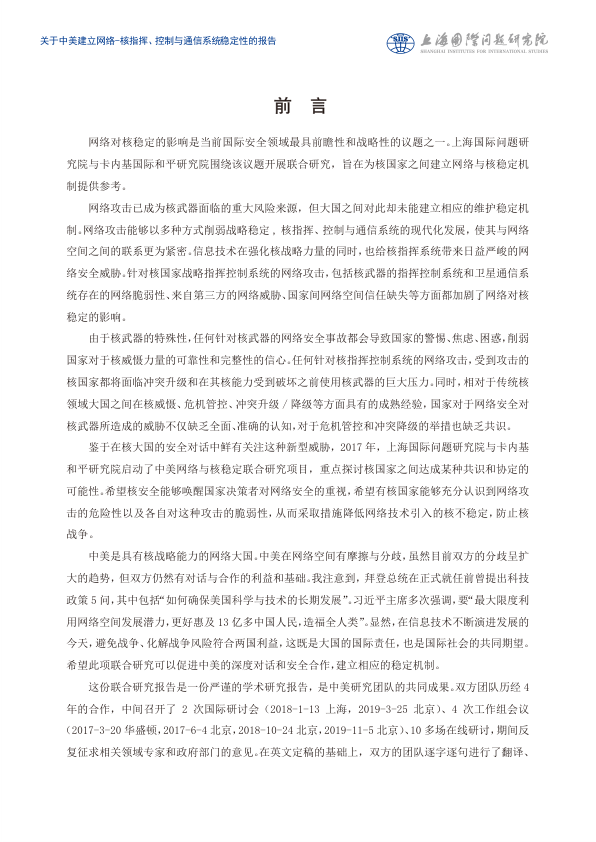 关于中美建立网络-核指挥、控制与通信系统稳定性的报告
SIIS
上海国际问题研究院
SHANGHAI INSTITUTES FOR INTERNATIONAL STUDIES
前 言
网络对核稳定的影响是当前国际安全领域最具前瞻性和战略性的议题之一。上海国际问题研
究院与卡内基国际和平研究院围绕该议题开展联合研究，旨在为核国家之间建立网络与核稳定机
制提供参考。
网络攻击已成为核武器面临的重大风险来源，但大国之间对此却未能建立相应的维护稳定机
制。网络攻击能够以多种方式削弱战略稳定，核指挥、控制与通信系统的现代化发展，使其与网络
空间之间的联系更为紧密。信息技术在强化核战略力量的同时，也给核指挥系统带来日益严峻的网
络安全威胁。针对核国家战略指挥控制系统的网络攻击，包括核武器的指挥控制系统和卫星通信系
统存在的网络脆弱性、来自第三方的网络威胁、国家间网络空间信任缺失等方面都加剧了网络对核
稳定的影响。
由于核武器的特殊性，任何针对核武器的网络安全事故都会导致国家的警惕、焦虑、困惑，削弱
国家对于核威慑力量的可靠性和完整性的信心。任何针对核指挥控制系统的网络攻击，受到攻击的
核国家都将面临冲突升级和在其核能力受到破坏之前使用核武器的巨大压力。同时，相对于传统核
领域大国之间在核威慑、危机管控、冲突升级 / 降级等方面具有的成熟经验，国家对于网络安全对
核武器所造成的威胁不仅缺乏全面、准确的认知，对于危机管控和冲突降级的举措也缺乏共识。
鉴于在核大国的安全对话中鲜有关注这种新型威胁，2017 年，上海国际问题研究院与卡内基
和平研究院启动了中美网络与核稳定联合研究项目，重点探讨核国家之间达成某种共识和协定的
可能性。希望核安全能够唤醒国家决策者对网络安全的重视，希望有核国家能够充分认识到网络攻
击的危险性以及各自对这种攻击的脆弱性，从而采取措施降低网络技术引入的核不稳定，防止核
战争。
中美是具有核战略能力的网络大国。中美在网络空间有摩擦与分歧，虽然目前双方的分歧呈扩
大的趋势，但双方仍然有对话与合作的利益和基础。我注意到，拜登总统在正式就任前曾提出科技
政策 5 问，其中包括“如何确保美国科学与技术的长期发展”。习近平主席多次强调，要“最大限度利
用网络空间发展潜力，更好惠及 13 亿多中国人民，造福全人类”。显然，在信息技术不断演进发展的
今天，避免战争、化解战争风险符合两国利益，这既是大国的国际责任，也是国际社会的共同期望。
希望此项联合研究可以促进中美的深度对话和安全合作，建立相应的稳定机制。
这份联合研究报告是一份严谨的学术研究报告，是中美研究团队的共同成果。双方团队历经 4
年的合作，中间召开了 2 次国际研讨会（2018-1-13 上海，2019-3-25 北京）、4 次工作组会议
（2017-3-20 华盛顿，2017-6-4 北京，2018-10-24 北京，2019-11-5 北京）、10 多场在线研讨，期间反
复征求相关领域专家和政府部门的意见。在英文定稿的基础上，双方的团队逐字逐句进行了翻译、